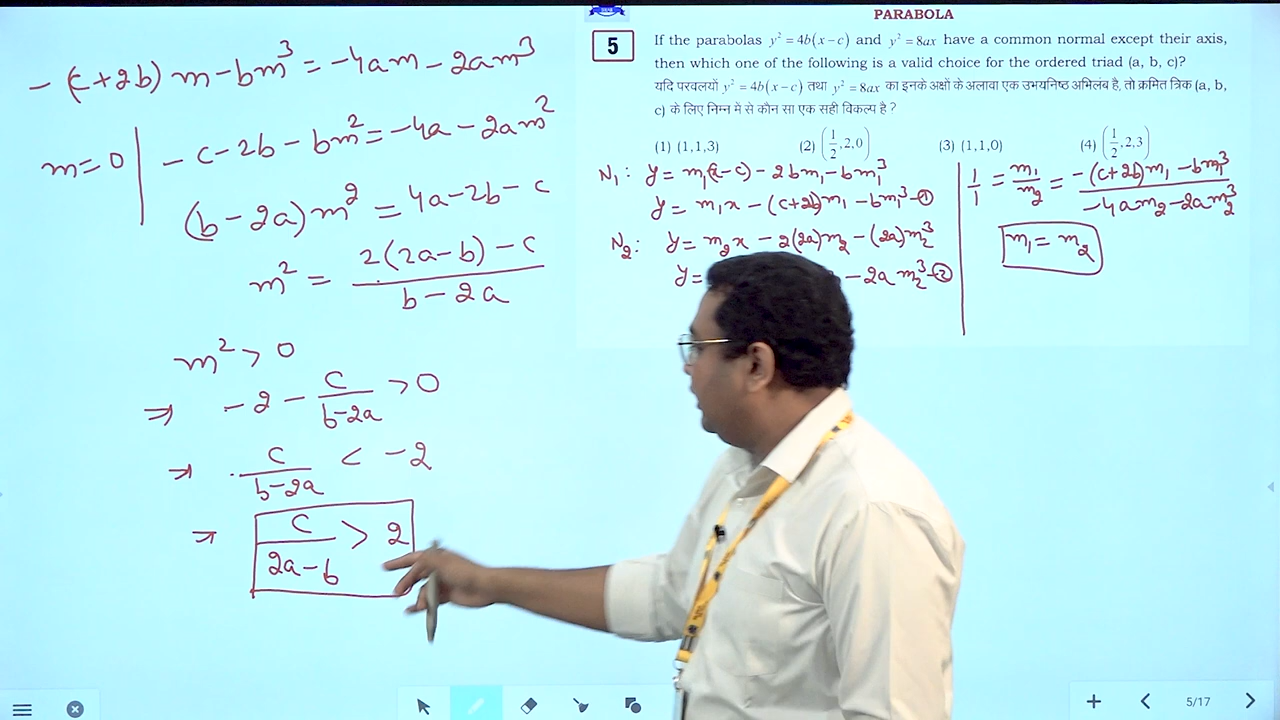 PARABOLA
5
If the parabolas y² = 4b(x−c) and y² = 8ax have a common normal except their axis,
then which one of the following is a valid choice for the ordered triad (a, b, c)?
यदि परवलयों y² = 4b(x−c) तथा y² = 8ax का इनके अक्षों के अलावा एक उभयनिष्ठ अभिलंब है, तो क्रमित त्रिक (a, b,
c) के लिए निम्न में से कौन सा एक सही विकल्प है ?
(1) (1,1,3) (2) (1/2,2,0) (3) (1,1,0) (4) (1/2,2,3)
N₁: y = m₁(x−c) − 2bm₁ − bm₁³
y = m₁x − (c+2b)m₁ − bm₁³ −①
N₂: y = m₂x − 2(2a)m₂ − (2a)m₂³
y = − 2am₂³ −②
1/1 = m₁/m₂ = −(c+2b)m₁ − bm₁³ / −4am₂ − 2am₂³
m₁ = m₂
− (c+2b)m − bm³ = −4am − 2am³
m = 0 | − c − 2b − bm² = −4a − 2am²
(b − 2a)m² = 4a − 2b − c
m² = 2(2a − b) − c / b − 2a
m² > 0
⇒ − 2 − c/b−2a > 0
⇒ c/b−2a < −2
⇒ c/2a−b > 2
5/17